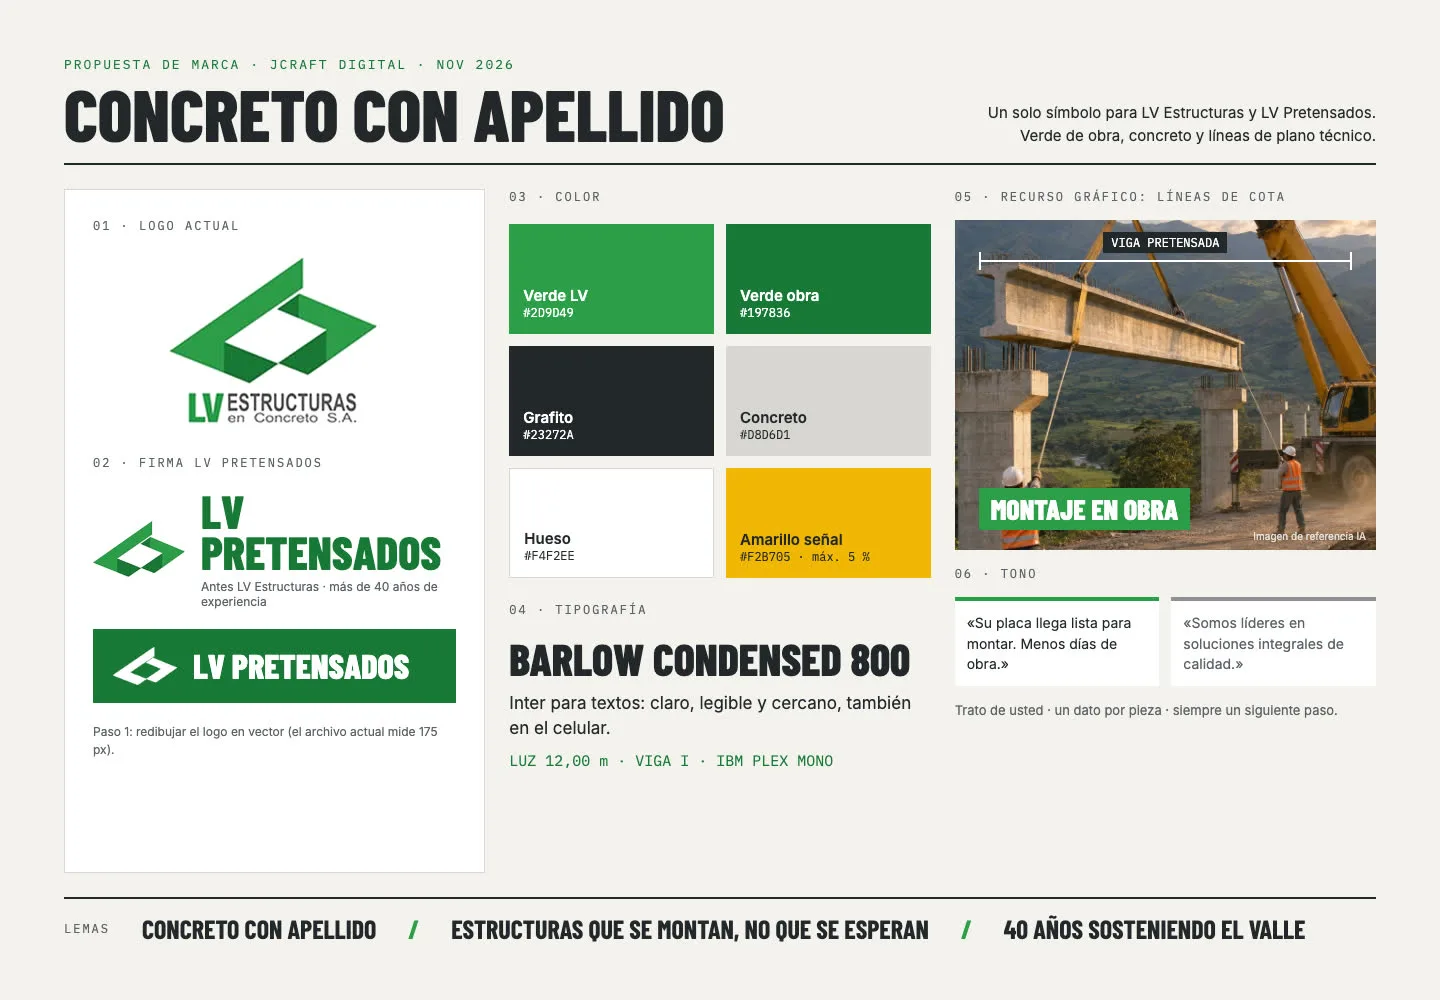 PROPUESTA DE MARCA · JCRAFT DIGITAL · NOV 2026
CONCRETO CON APELLIDO
Un solo símbolo para LV Estructuras y LV Pretensados.
Verde de obra, concreto y líneas de plano técnico.
01 · LOGO ACTUAL
LV ESTRUCTURAS
en Concreto S.A.
02 · FIRMA LV PRETENSADOS
LV
PRETENSADOS
Antes LV Estructuras · más de 40 años de
experiencia
LV PRETENSADOS
Paso 1: redibujar el logo en vector (el archivo actual mide 175
px).
03 · COLOR
Verde LV
#2D9D49
Verde obra
#197836
Grafito
#23272A
Concreto
#D8D6D1
Hueso
#F4F2EE
Amarillo señal
#F2B705 · máx. 5 %
04 · TIPOGRAFÍA
BARLOW CONDENSED 800
Inter para textos: claro, legible y cercano, también
en el celular.
LUZ 12,00 m · VIGA I · IBM PLEX MONO
05 · RECURSO GRÁFICO: LÍNEAS DE COTA
VIGA PRETENSADA
MONTAJE EN OBRA
Imagen de referencia IA
06 · TONO
«Su placa llega lista para
montar. Menos días de
obra.»
«Somos líderes en
soluciones integrales de
calidad.»
Trato de usted · un dato por pieza · siempre un siguiente paso.
LEMAS CONCRETO CON APELLIDO / ESTRUCTURAS QUE SE MONTAN, NO QUE SE ESPERAN / 40 AÑOS SOSTENIENDO EL VALLE